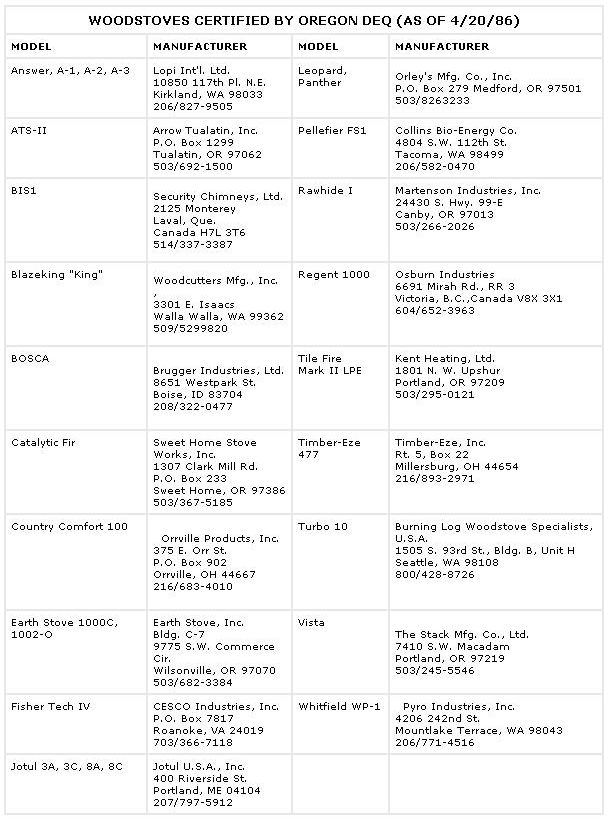 WOODSTOVES CERTIFIED BY OREGON DEQ (AS OF 4/20/86)
MODEL
MANUFACTURER
MODEL
MANUFACTURER
Answer, A-1, A-2, A-3
Lopi Int'l. Ltd.
10850 117th Pl. N.E.
Kirkland, WA 98033
206/827-9505
Leopard,
Panther
Orley's Mfg. Co., Inc.
P.O. Box 279 Medford, OR 97501
503/8263233
ATS-II
Arrow Tualatin, Inc.
P.O. Box 1299
Tualatin, OR 97062
503/692-1500
Pellefier FS1
Collins Bio-Energy Co.
4804 S.W. 112th St.
Tacoma, WA 98499
206/582-0470
BIS1
Security Chimneys, Ltd.
2125 Monterey
Laval, Que.
Canada H7L 3T6
514/337-3387
Rawhide I
Martenson Industries, Inc.
24430 S. Hwy. 99-E
Canby, OR 97013
503/266-2026
Blazeking "King"
Woodcutters Mfg., Inc.
,
3301 E. Isaacs
Walla Walla, WA 99362
509/5299820
Regent 1000
Osburn Industries
6691 Mirah Rd., RR 3
Victoria, B.C.,Canada V8X 3X1
604/652-3963
BOSCA
Brugger Industries, Ltd.
8651 Westpark St.
Boise, ID 83704
208/322-0477
Tile Fire
Mark II LPE
Kent Heating, Ltd.
1801 N. W. Upshur
Portland, OR 97209
503/295-0121
Catalytic Fir
Sweet Home Stove
Works, Inc.
1307 Clark Mill Rd.
P.O. Box 233
Sweet Home, OR 97386
503/367-5185
Timber-Eze
477
Timber-Eze, Inc.
Rt. 5, Box 22
Millersburg, OH 44654
216/893-2971
Country Comfort 100
Orrville Products, Inc.
375 E. Orr St.
P.O. Box 902
Orrville, OH 44667
216/683-4010
Turbo 10
Burning Log Woodstove Specialists,
U.S.A.
1505 S. 93rd St., Bldg. B, Unit H
Seattle, WA 98108
800/428-8726
Earth Stove 1000C,
1002-O
Earth Stove, Inc.
Bldg. C-7
9775 S.W. Commerce
Cir.
Wilsonville, OR 97070
503/682-3384
Vista
The Stack Mfg. Co., Ltd.
7410 S.W. Macadam
Portland, OR 97219
503/245-5546
Fisher Tech IV
CESCO Industries, Inc.
P.O. Box 7817
Roanoke, VA 24019
703/366-7118
Whitfield WP-1
Pyro Industries, Inc.
4206 242nd St.
Mountlake Terrace, WA 98043
206/771-4516
Jotul 3A, 3C, 8A, 8C
Jotul U.S.A., Inc.
400 Riverside St.
Portland, ME 04104
207/797-5912